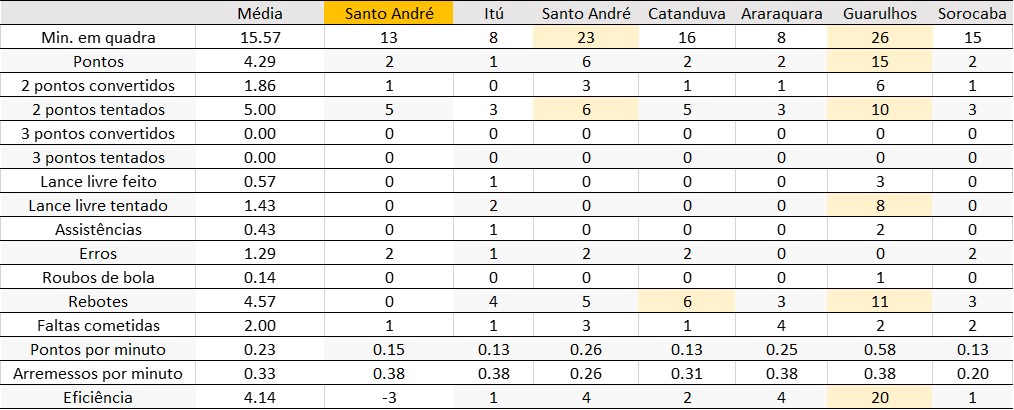 Média Santo André Itú Santo André Catanduva Araraquara Guarulhos Sorocaba
Min. em quadra 15.57 13 8 23 16 8 26 15
Pontos 4.29 2 1 6 2 2 15 2
2 pontos convertidos 1.86 1 0 3 1 1 6 1
2 pontos tentados 5.00 5 3 6 5 3 10 3
3 pontos convertidos 0.00 0 0 0 0 0 0 0
3 pontos tentados 0.00 0 0 0 0 0 0 0
Lance livre feito 0.57 0 1 0 0 0 3 0
Lance livre tentado 1.43 0 2 0 0 0 8 0
Assistências 0.43 0 1 0 0 0 2 0
Erros 1.29 2 1 2 2 0 0 2
Roubos de bola 0.14 0 0 0 0 0 1 0
Rebotes 4.57 0 4 5 6 3 11 3
Faltas cometidas 2.00 1 1 3 1 4 2 2
Pontos por minuto 0.23 0.15 0.13 0.26 0.13 0.25 0.58 0.13
Arremessos por minuto 0.33 0.38 0.38 0.26 0.31 0.38 0.38 0.20
Eficiência 4.14 -3 1 4 2 4 20 1